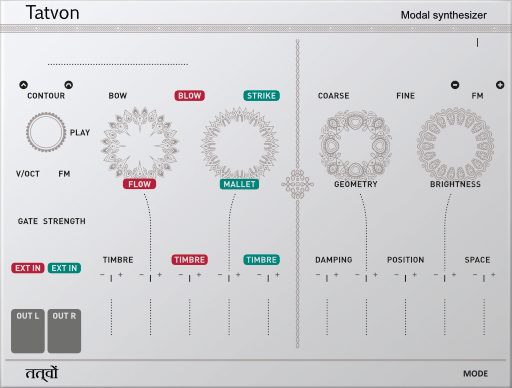 Tatvon
Modal synthesizer
CONTOUR BOW BLOW STRIKE COARSE FINE FM
PLAY
V/OCT FM FLOW MALLET GEOMETRY BRIGHTNESS
GATE STRENGTH
EXT IN EXT IN TIMBRE TIMBRE TIMBRE DAMPING POSITION SPACE
− + − + − + − + − + − + − + − + − + − +
OUT L OUT R
तत्वों MODE